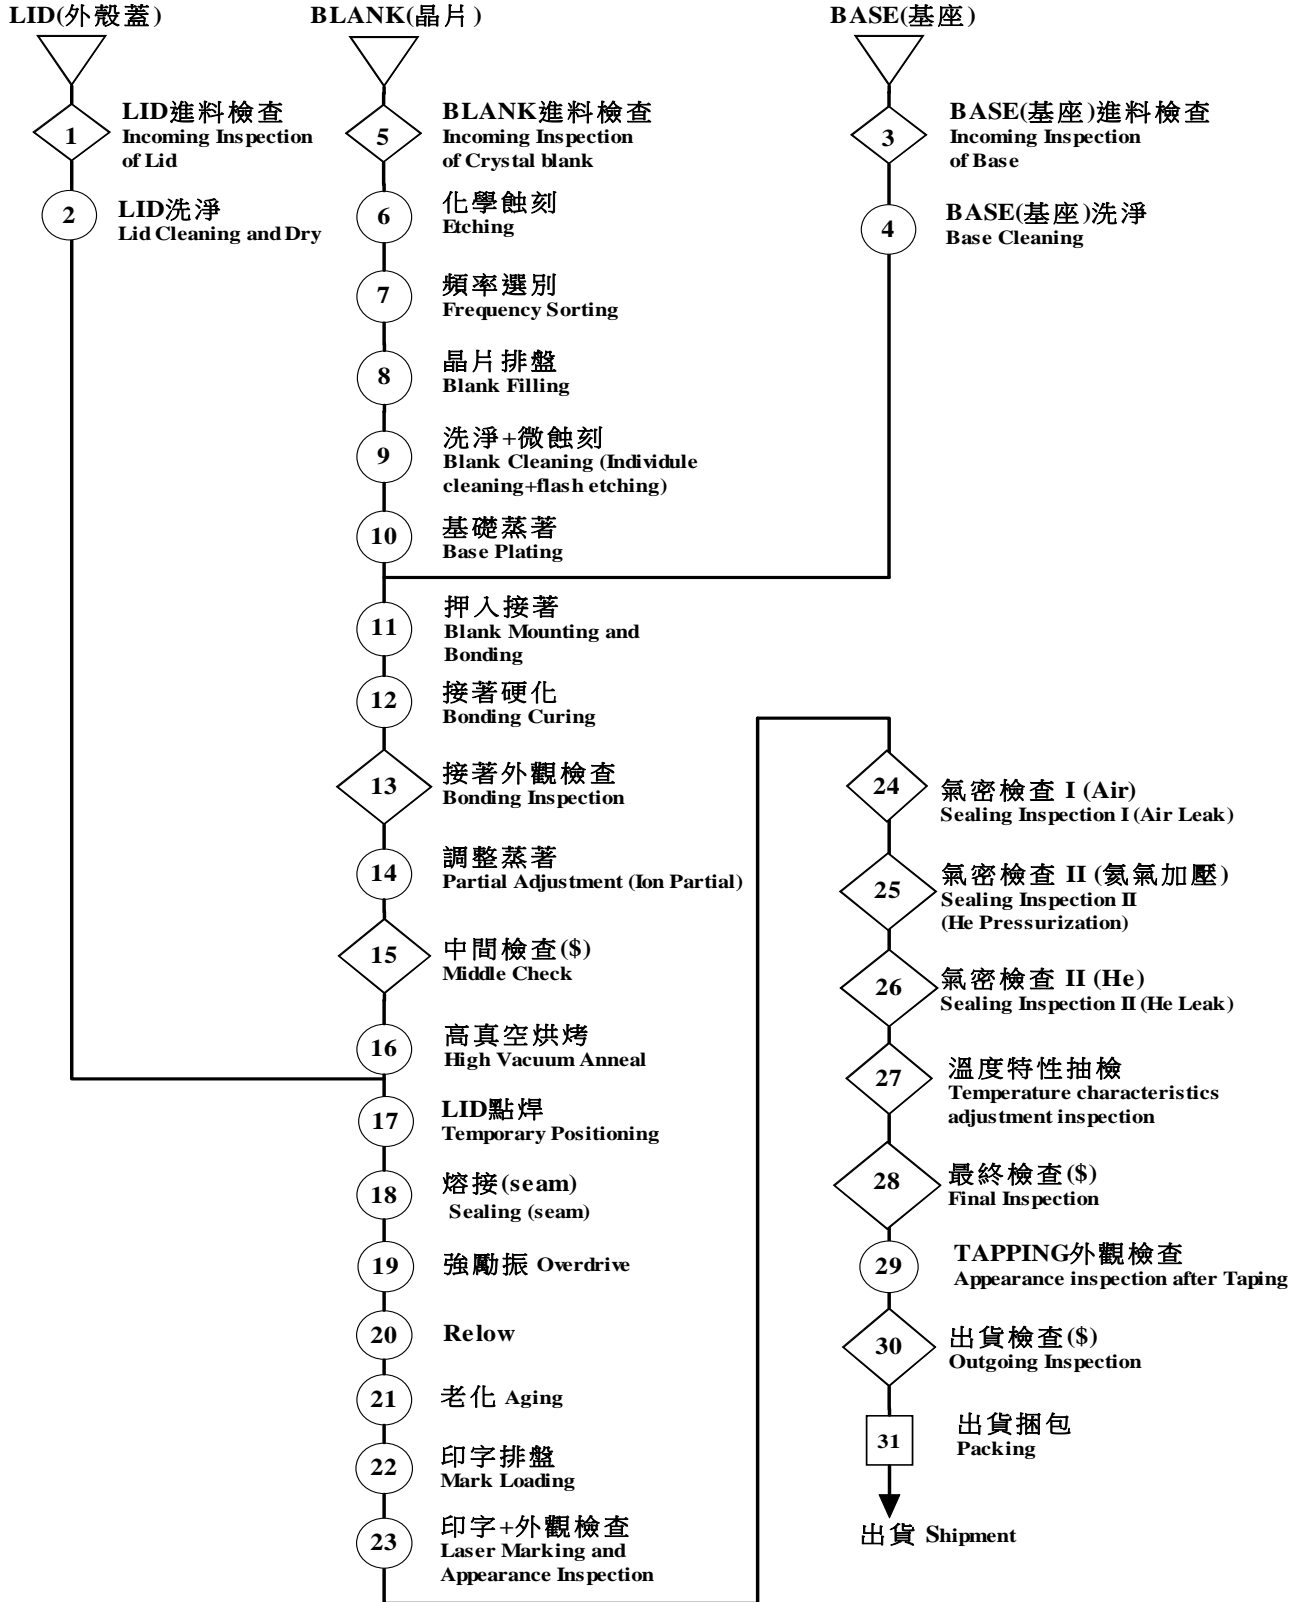 LID(外殼蓋)
BLANK(晶片)
BASE(基座)
1
LID進料檢查
Incoming Inspection
of Lid
2
LID洗淨
Lid Cleaning and Dry
5
BLANK進料檢查
Incoming Inspection
of Crystal blank
6
化學蝕刻
Etching
7
頻率選別
Frequency Sorting
8
晶片排盤
Blank Filling
9
洗淨+微蝕刻
Blank Cleaning (Individule
cleaning+flash etching)
10
基礎蒸著
Base Plating
3
BASE(基座)進料檢查
Incoming Inspection
of Base
4
BASE(基座)洗淨
Base Cleaning
11
押入接著
Blank Mounting and
Bonding
12
接著硬化
Bonding Curing
13
接著外觀檢查
Bonding Inspection
14
調整蒸著
Partial Adjustment (Ion Partial)
15
中間檢查($)
Middle Check
16
高真空烘烤
High Vacuum Anneal
17
LID點焊
Temporary Positioning
18
熔接(seam)
Sealing (seam)
19
強勵振 Overdrive
20
Relow
21
老化 Aging
22
印字排盤
Mark Loading
23
印字+外觀檢查
Laser Marking and
Appearance Inspection
24
氣密檢查 I (Air)
Sealing Inspection I (Air Leak)
25
氣密檢查 II (氦氣加壓)
Sealing Inspection II
(He Pressurization)
26
氣密檢查 II (He)
Sealing Inspection II (He Leak)
27
溫度特性抽檢
Temperature characteristics
adjustment inspection
28
最終檢查($)
Final Inspection
29
TAPPING外觀檢查
Appearance inspection after Taping
30
出貨檢查($)
Outgoing Inspection
31
出貨捆包
Packing
出貨 Shipment